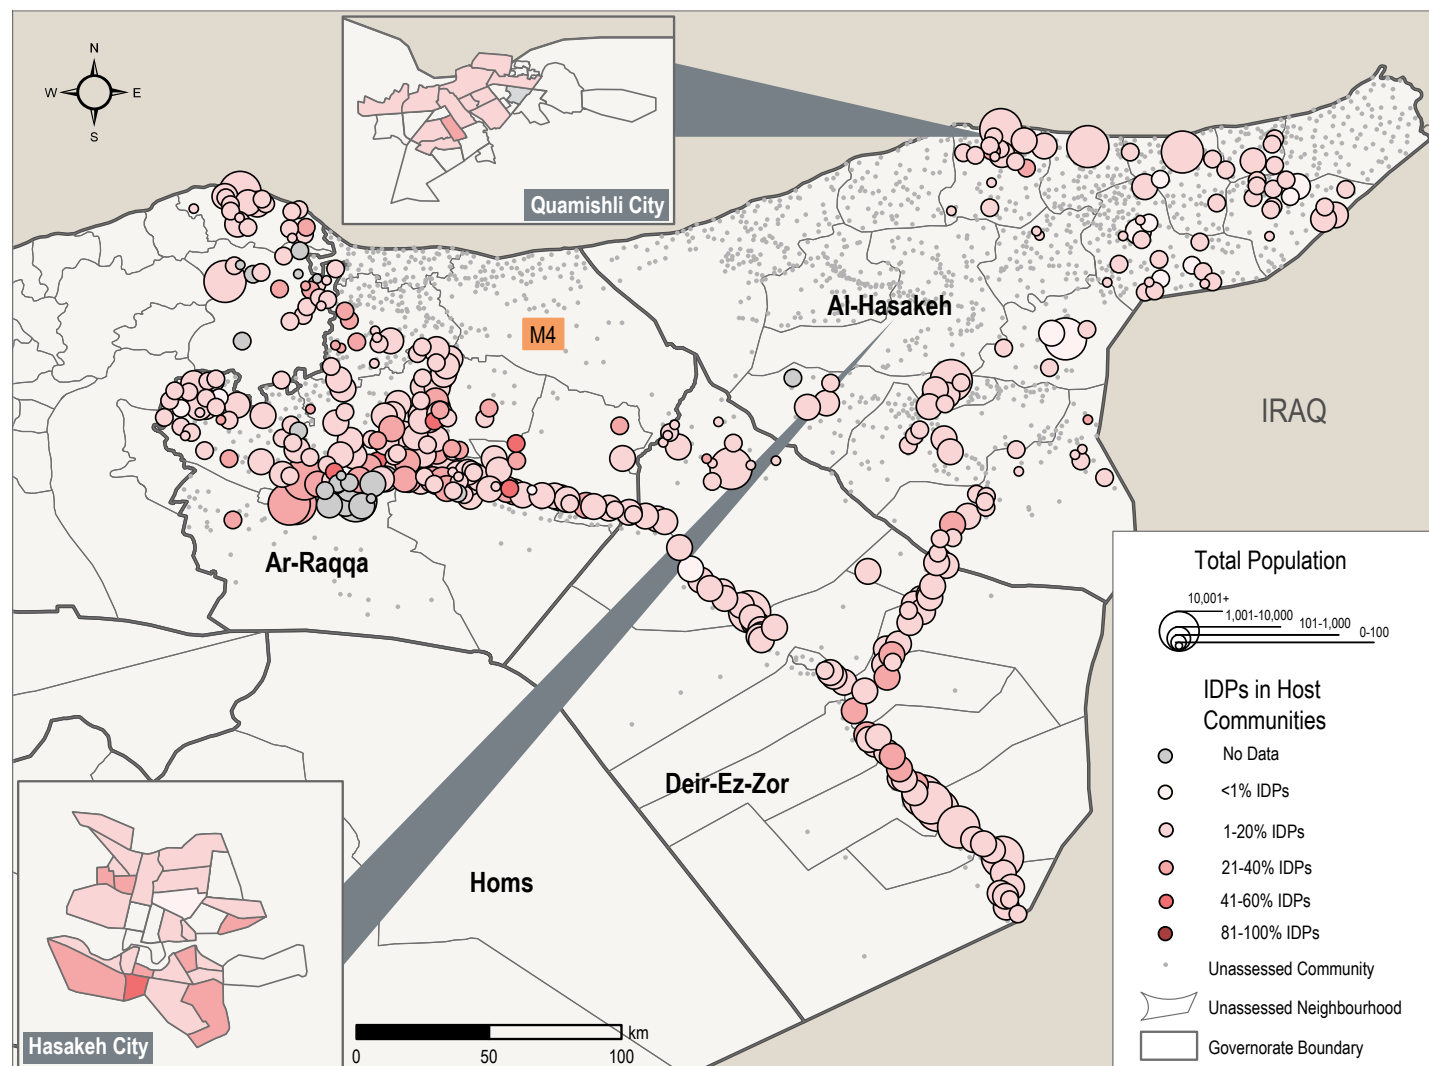 N
W
E
S
Quamishli City
Al-Hasakeh
M4
IRAQ
Ar-Raqqa
Deir-Ez-Zor
Homs
Hasakeh City
km
0
50
100
Total Population
10,001+
1,001-10,000
101-1,000
0-100
IDPs in Host
Communities
No Data
<1% IDPs
1-20% IDPs
21-40% IDPs
41-60% IDPs
81-100% IDPs
Unassessed Community
Unassessed Neighbourhood
Governorate Boundary